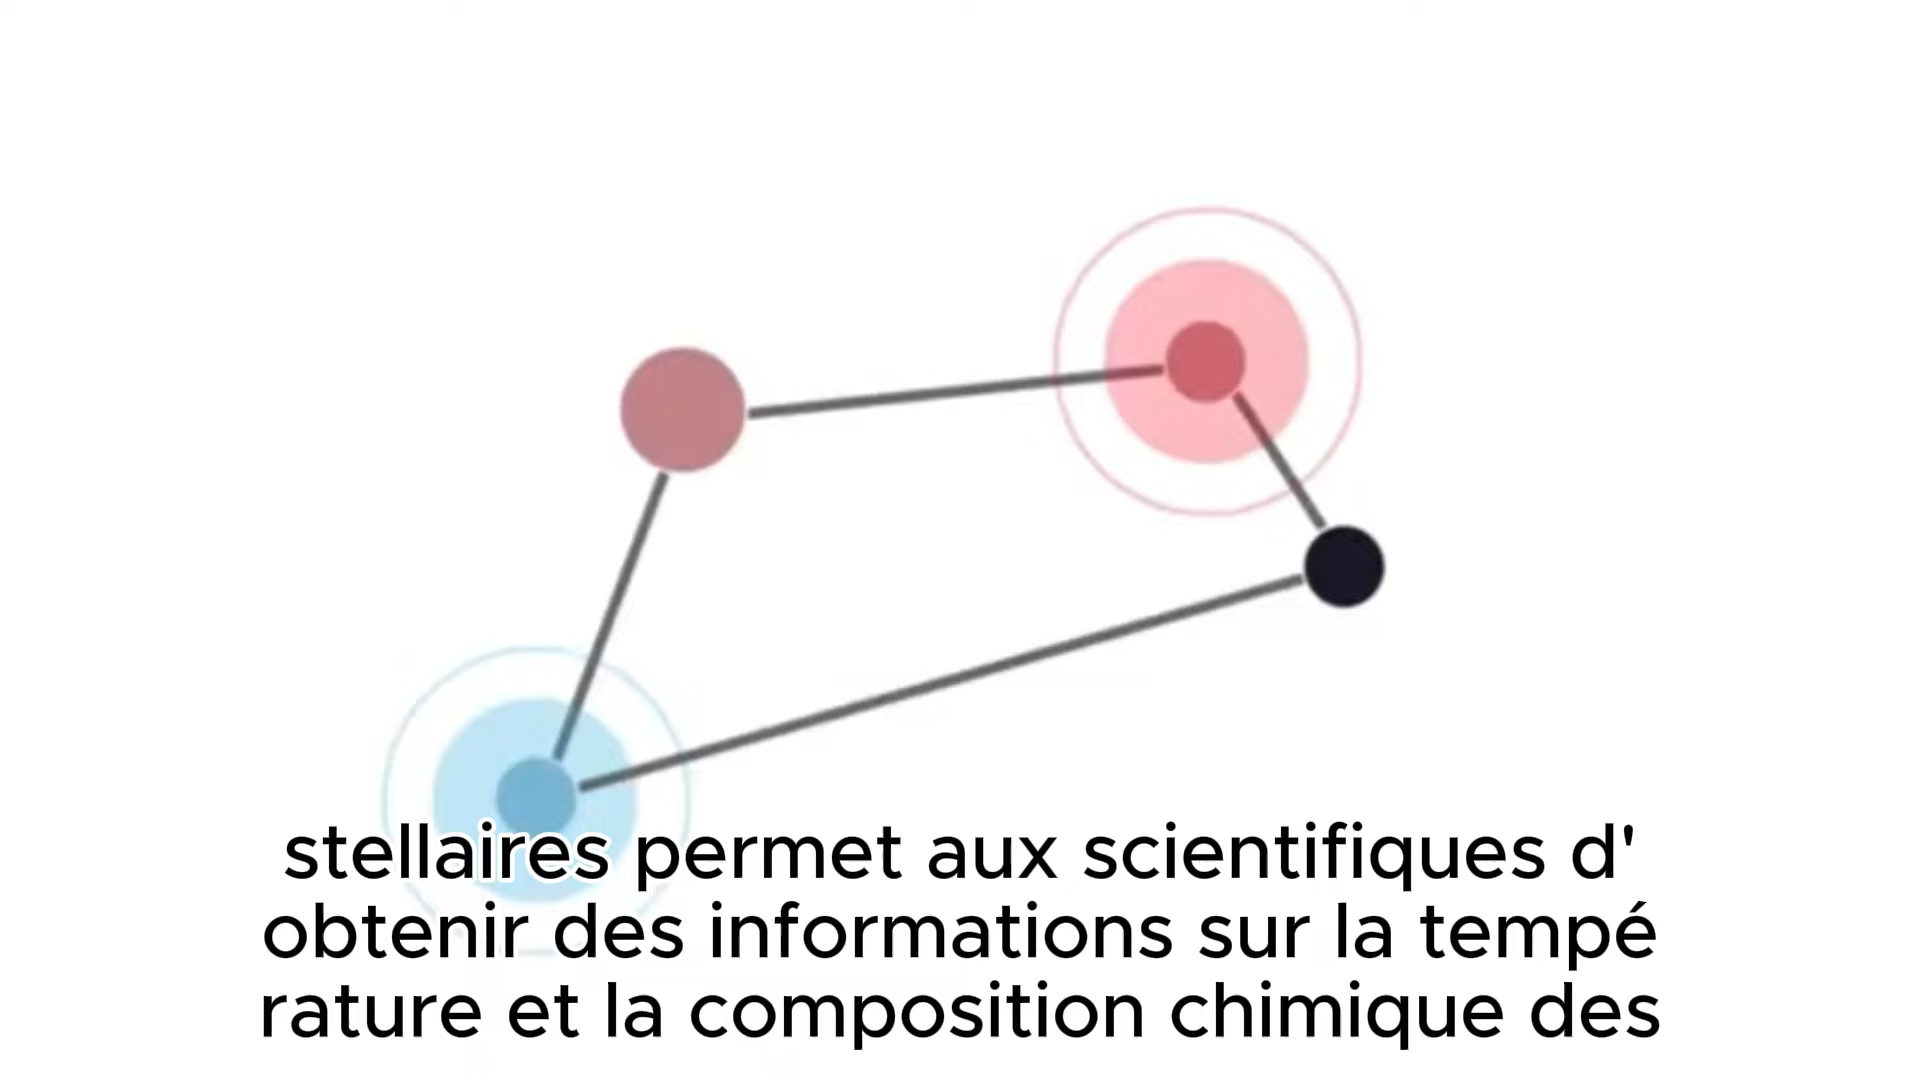 stellaires permet aux scientifiques d'
obtenir des informations sur la tempé
rature et la composition chimique des